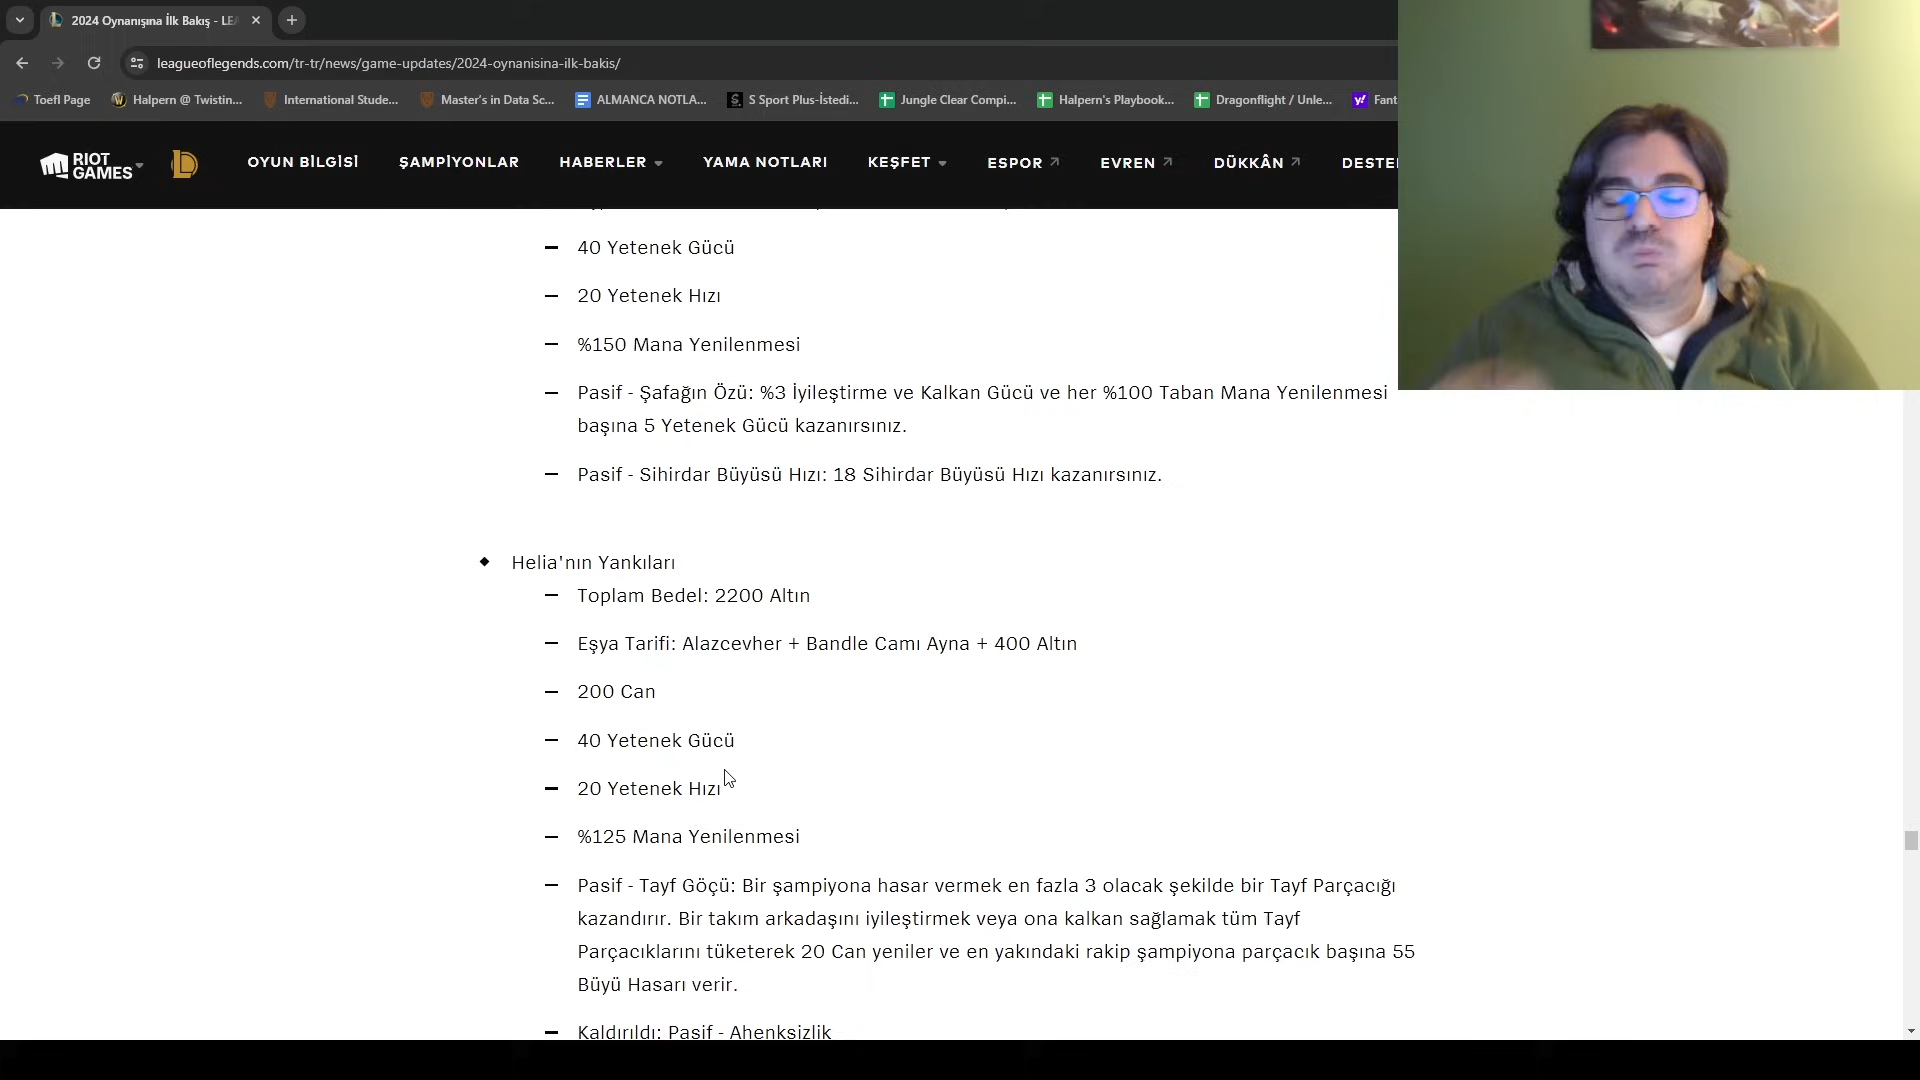 2024 Oynanışına İlk Bakış - LEA
leagueoflegends.com/tr-tr/news/game-updates/2024-oynanisina-ilk-bakis/
Toefl Page
Halpern @ Twistin...
International Stude...
Master's in Data Sc...
ALMANCA NOTLA...
S Sport Plus-İstedi...
Jungle Clear Compi...
Halpern's Playbook...
Dragonflight / Unle...
Fant
RIOT GAMES
OYUN BİLGİSİ
ŞAMPİYONLAR
HABERLER
YAMA NOTLARI
KEŞFET
ESPOR
EVREN
DÜKKÂN
DESTE
— 40 Yetenek Gücü
— 20 Yetenek Hızı
— %150 Mana Yenilenmesi
— Pasif - Şafağın Özü: %3 İyileştirme ve Kalkan Gücü ve her %100 Taban Mana Yenilenmesi
başına 5 Yetenek Gücü kazanırsınız.
— Pasif - Sihirdar Büyüsü Hızı: 18 Sihirdar Büyüsü Hızı kazanırsınız.
◆ Helia'nın Yankıları
— Toplam Bedel: 2200 Altın
— Eşya Tarifi: Alazcevher + Bandle Camı Ayna + 400 Altın
— 200 Can
— 40 Yetenek Gücü
— 20 Yetenek Hızı
— %125 Mana Yenilenmesi
— Pasif - Tayf Göçü: Bir şampiyona hasar vermek en fazla 3 olacak şekilde bir Tayf Parçacığı
kazandırır. Bir takım arkadaşını iyileştirmek veya ona kalkan sağlamak tüm Tayf
Parçacıklarını tüketerek 20 Can yeniler ve en yakındaki rakip şampiyona parçacık başına 55
Büyü Hasarı verir.
— Kaldırıldı: Pasif - Ahenksizlik